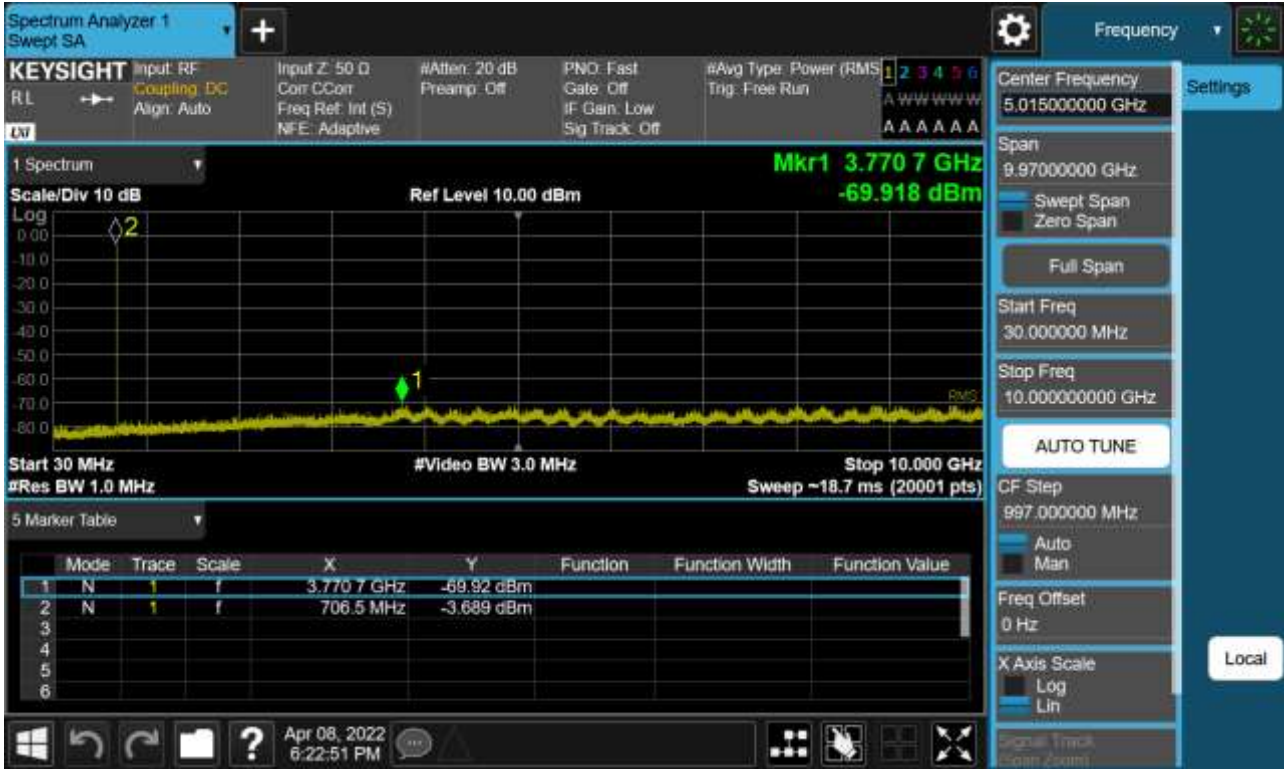 Spectrum Analyzer 1
Swept SA
+
Frequency
KEYSIGHT
RL
LXI
Input: RF
Coupling: DC
Align: Auto
Input Z: 50 Ω
Corr CCorr
Freq Ref: Int (S)
NFE: Adaptive
#Atten: 20 dB
Preamp: Off
PNO: Fast
Gate: Off
IF Gain: Low
Sig Track: Off
#Avg Type: Power (RMS
Trig: Free Run
1 2 3 4 5 6
A W W W W W
A A A A A A
1 Spectrum
Scale/Div 10 dB
Ref Level 10.00 dBm
Mkr1 3.770 7 GHz
-69.918 dBm
Log
0.00
-10.0
-20.0
-30.0
-40.0
-50.0
-60.0
-70.0
-80.0
2
1
RMS
Start 30 MHz
#Video BW 3.0 MHz
Stop 10.000 GHz
#Res BW 1.0 MHz
Sweep ~18.7 ms (20001 pts)
5 Marker Table
Mode Trace Scale X Y Function Function Width Function Value
1 N 1 f 3.770 7 GHz -69.92 dBm
2 N 1 f 706.5 MHz -3.689 dBm
3
4
5
6
?
Apr 08, 2022
6:22:51 PM
Center Frequency
5.015000000 GHz
Settings
Span
9.97000000 GHz
Swept Span
Zero Span
Full Span
Start Freq
30.000000 MHz
Stop Freq
10.000000000 GHz
AUTO TUNE
CF Step
997.000000 MHz
Auto
Man
Freq Offset
0 Hz
X Axis Scale
Log
Lin
Signal Track
(Span Zoom)
Local